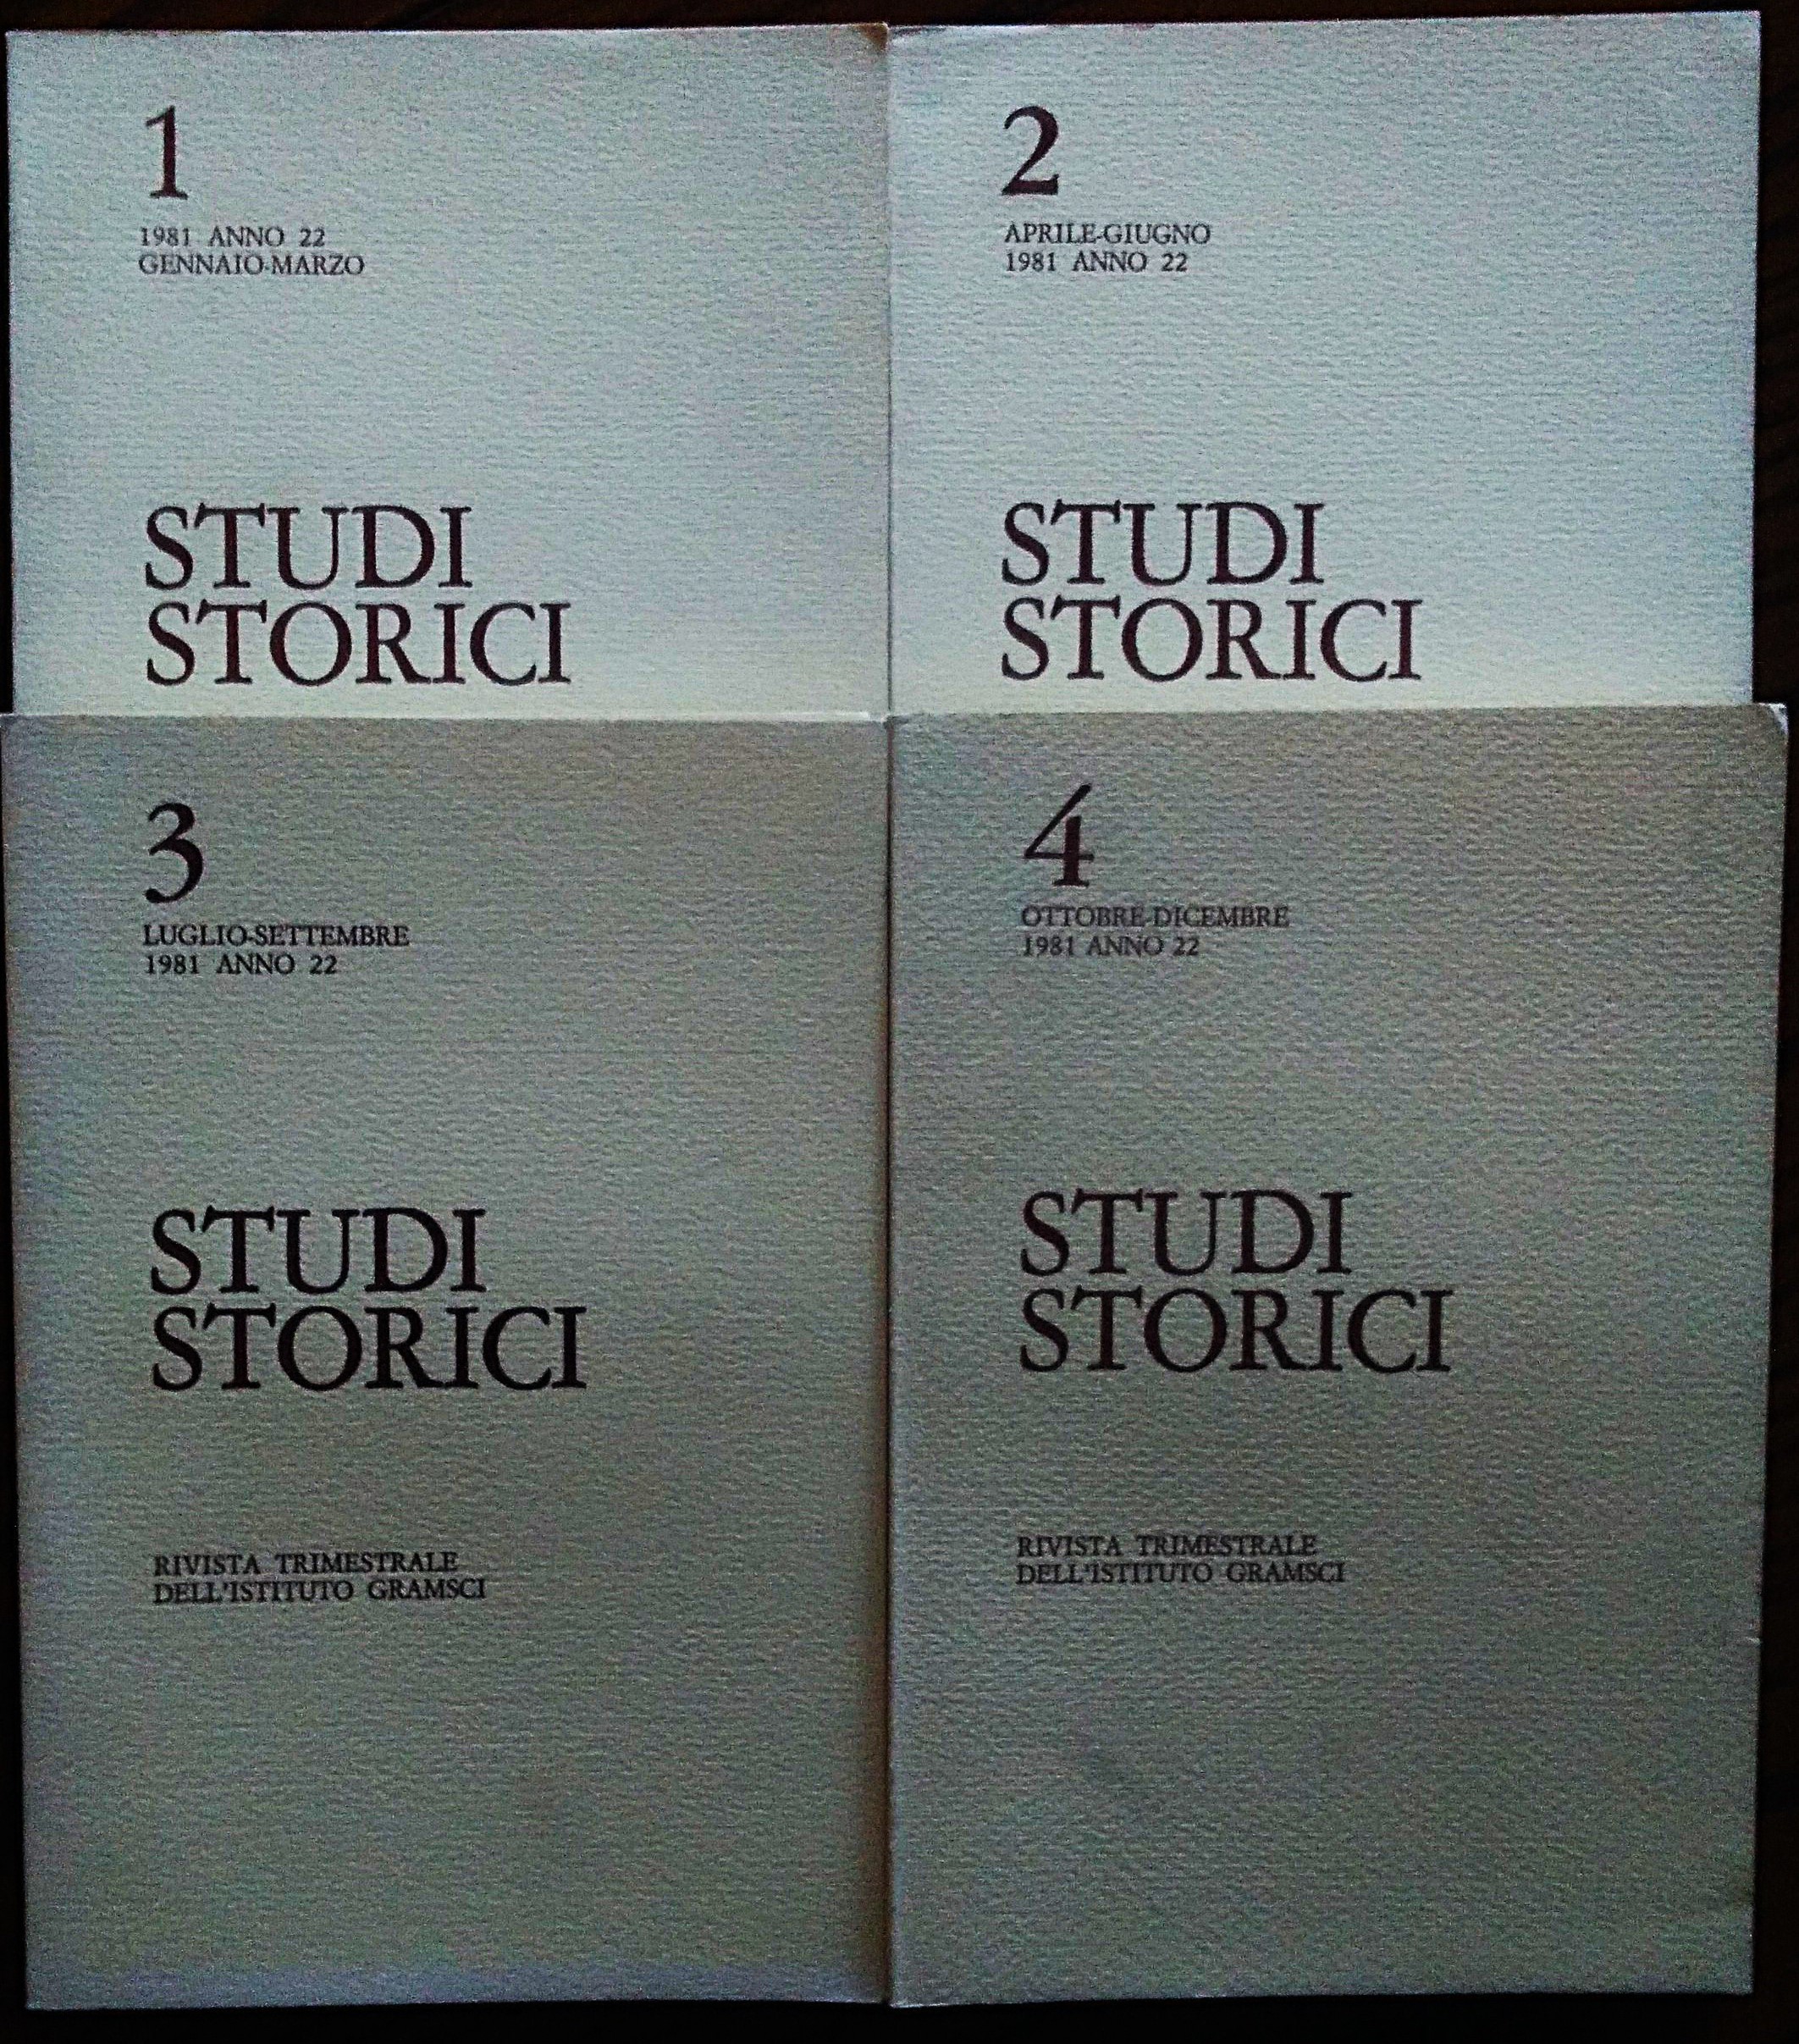 1
1981 ANNO 22
GENNAIO-MARZO
STUDI
STORICI
2
APRILE-GIUGNO
1981 ANNO 22
STUDI
STORICI
3
LUGLIO-SETTEMBRE
1981 ANNO 22
STUDI
STORICI
RIVISTA TRIMESTRALE
DELL'ISTITUTO GRAMSCI
4
OTTOBRE-DICEMBRE
1981 ANNO 22
STUDI
STORICI
RIVISTA TRIMESTRALE
DELL'ISTITUTO GRAMSCI